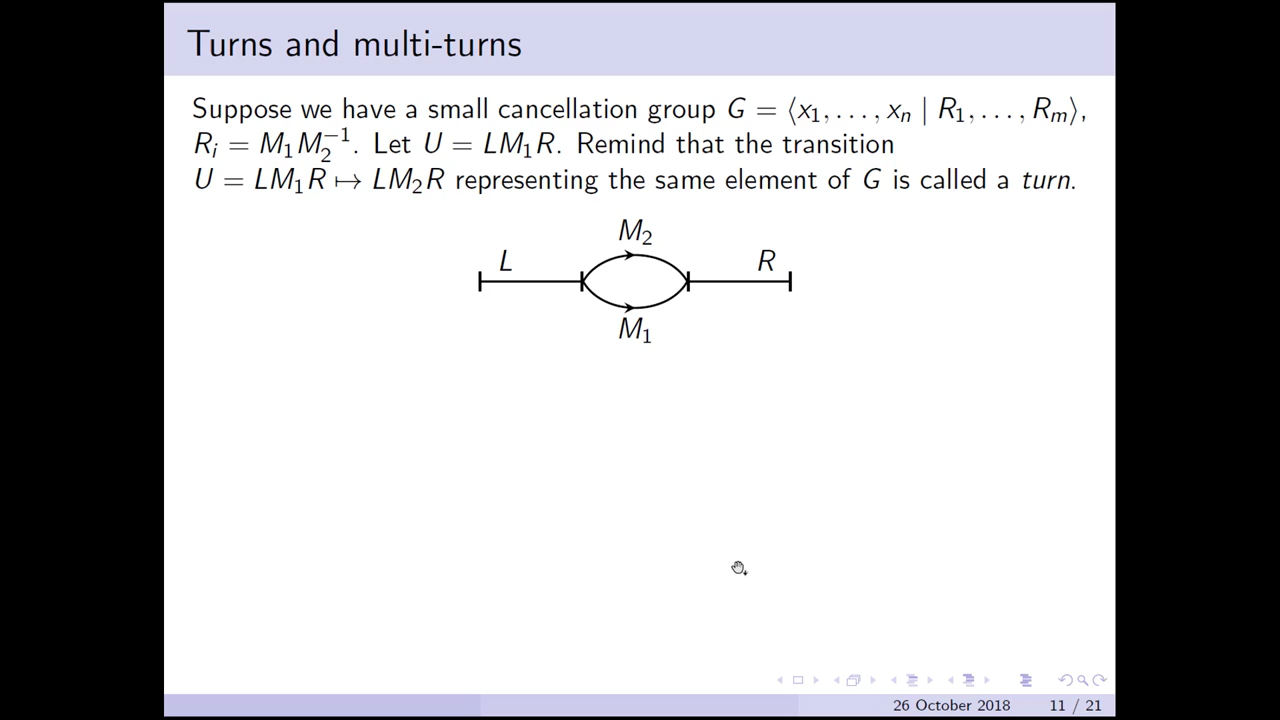 Turns and multi-turns
Suppose we have a small cancellation group G = ⟨x₁, . . . , xₙ | R₁, . . . , Rₘ⟩,
Rᵢ = M₁M₂⁻¹. Let U = LM₁R. Remind that the transition
U = LM₁R ↦ LM₂R representing the same element of G is called a turn.
M₂
L R
M₁
26 October 2018 11 / 21